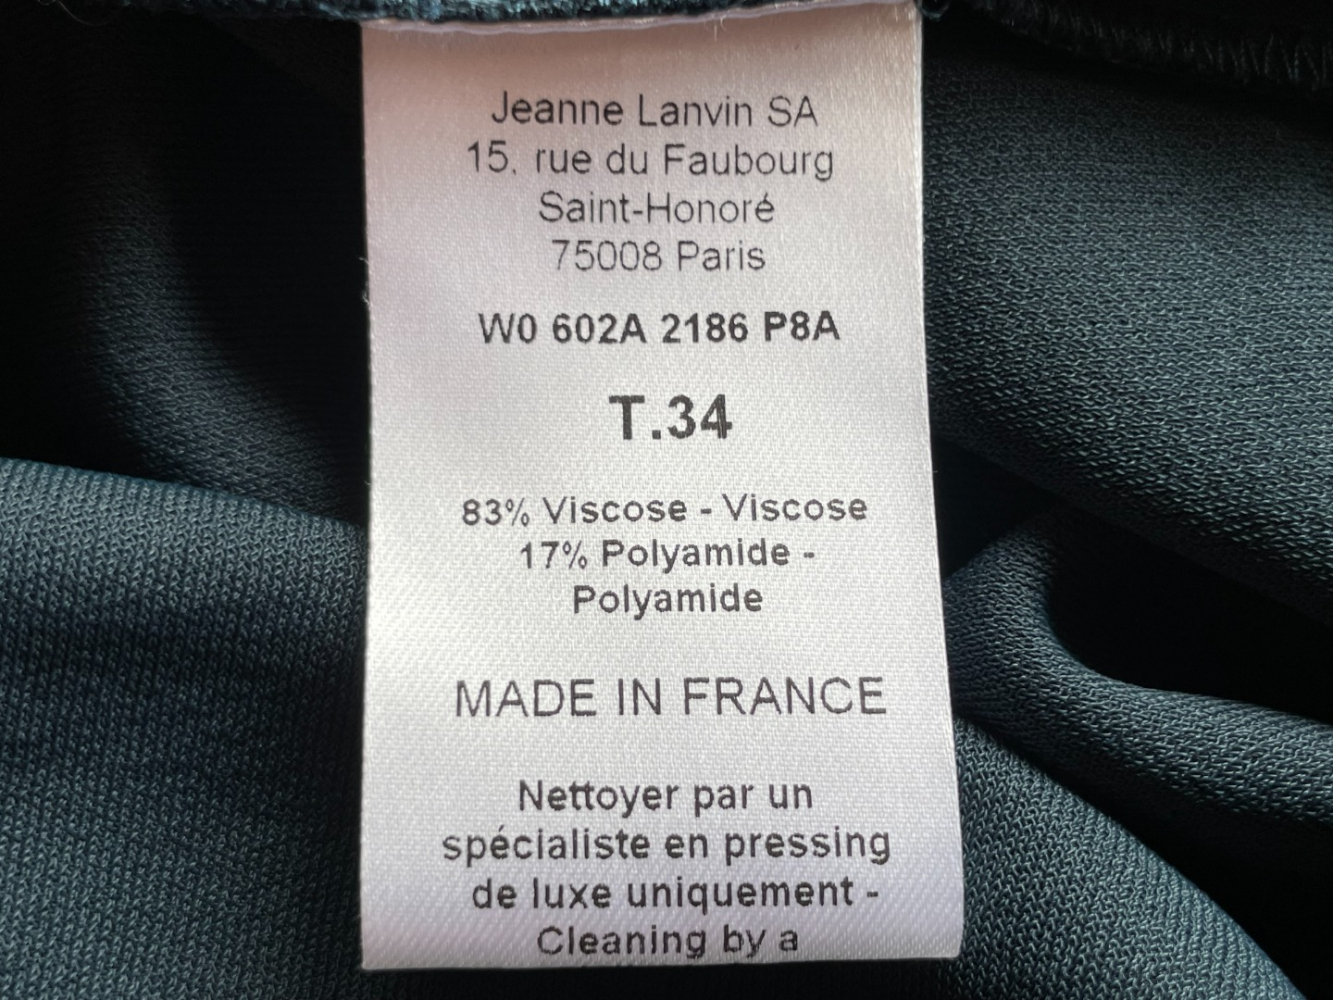 Jeanne Lanvin SA
15, rue du Faubourg
Saint-Honoré
75008 Paris
W0 602A 2186 P8A
T.34
83% Viscose - Viscose
17% Polyamide -
Polyamide
MADE IN FRANCE
Nettoyer par un
spécialiste en pressing
de luxe uniquement -
Cleaning by a